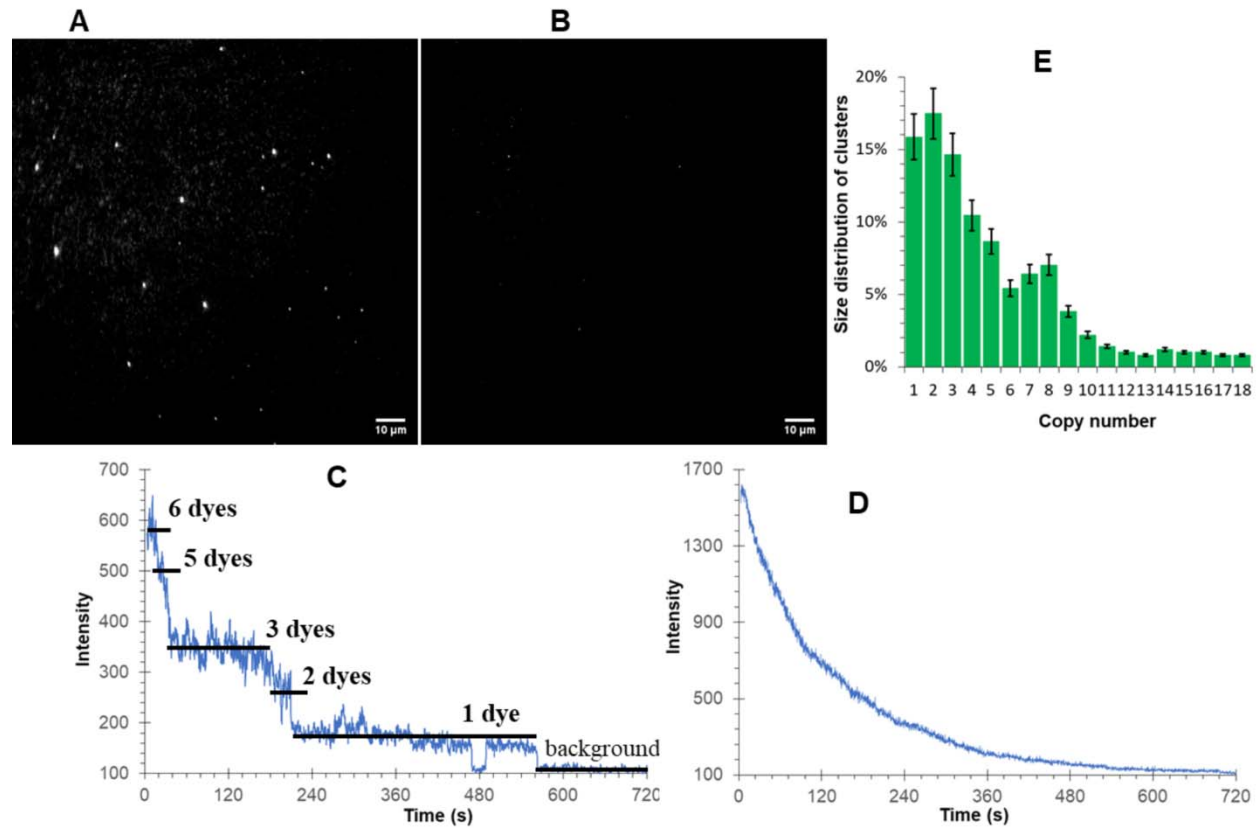 A
B
10 µm
10 µm
E
Size distribution of clusters
20%
15%
10%
5%
0%
1 2 3 4 5 6 7 8 9 10 11 12 13 14 15 16 17 18
Copy number
C
Intensity
700
600
500
400
300
200
100
6 dyes
5 dyes
3 dyes
2 dyes
1 dye
background
0 120 240 360 480 600 720
Time (s)
D
Intensity
1700
1300
900
500
100
0 120 240 360 480 600 720
Time (s)